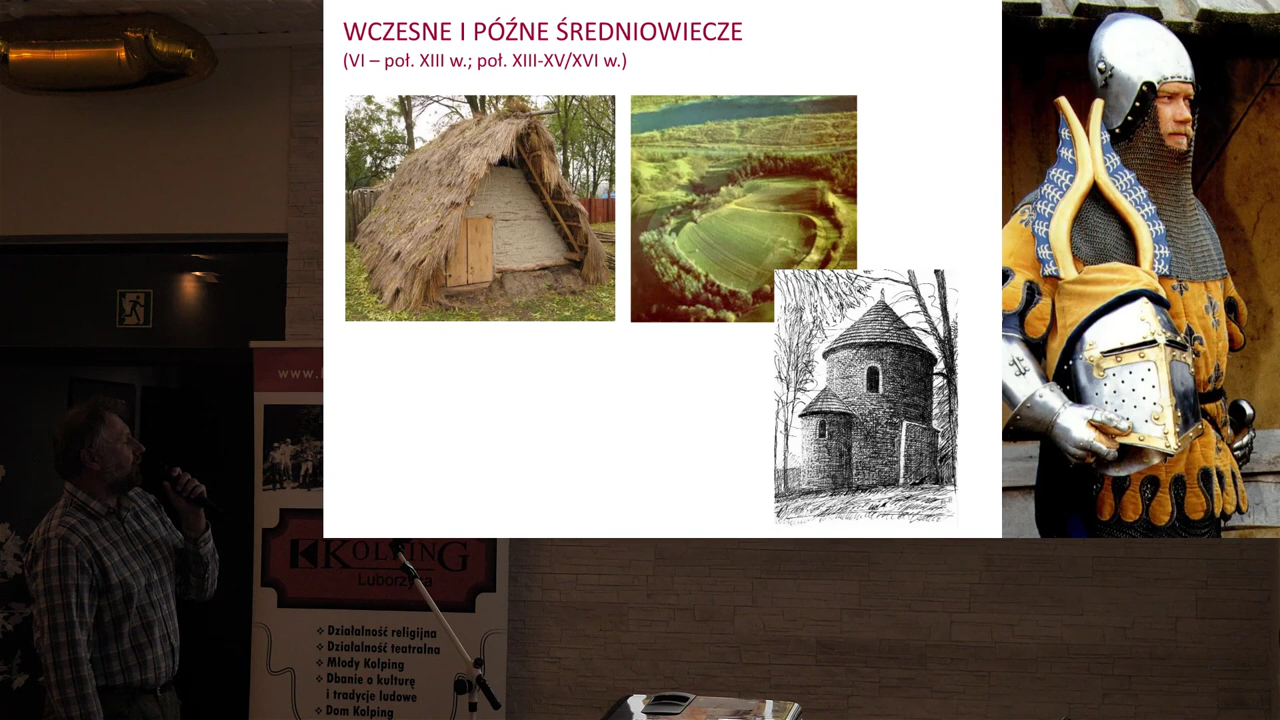 WCZESNE I PÓŹNE ŚREDNIOWIECZE
(VI – poł. XIII w.; poł. XIII-XV/XVI w.)
www.
KOLPING
Luborzyca
❖ Działalność religijna
❖ Działalność teatralna
❖ Młody Kolping
❖ Dbanie o kulturę
i tradycje ludowe
❖ Dom Kolping